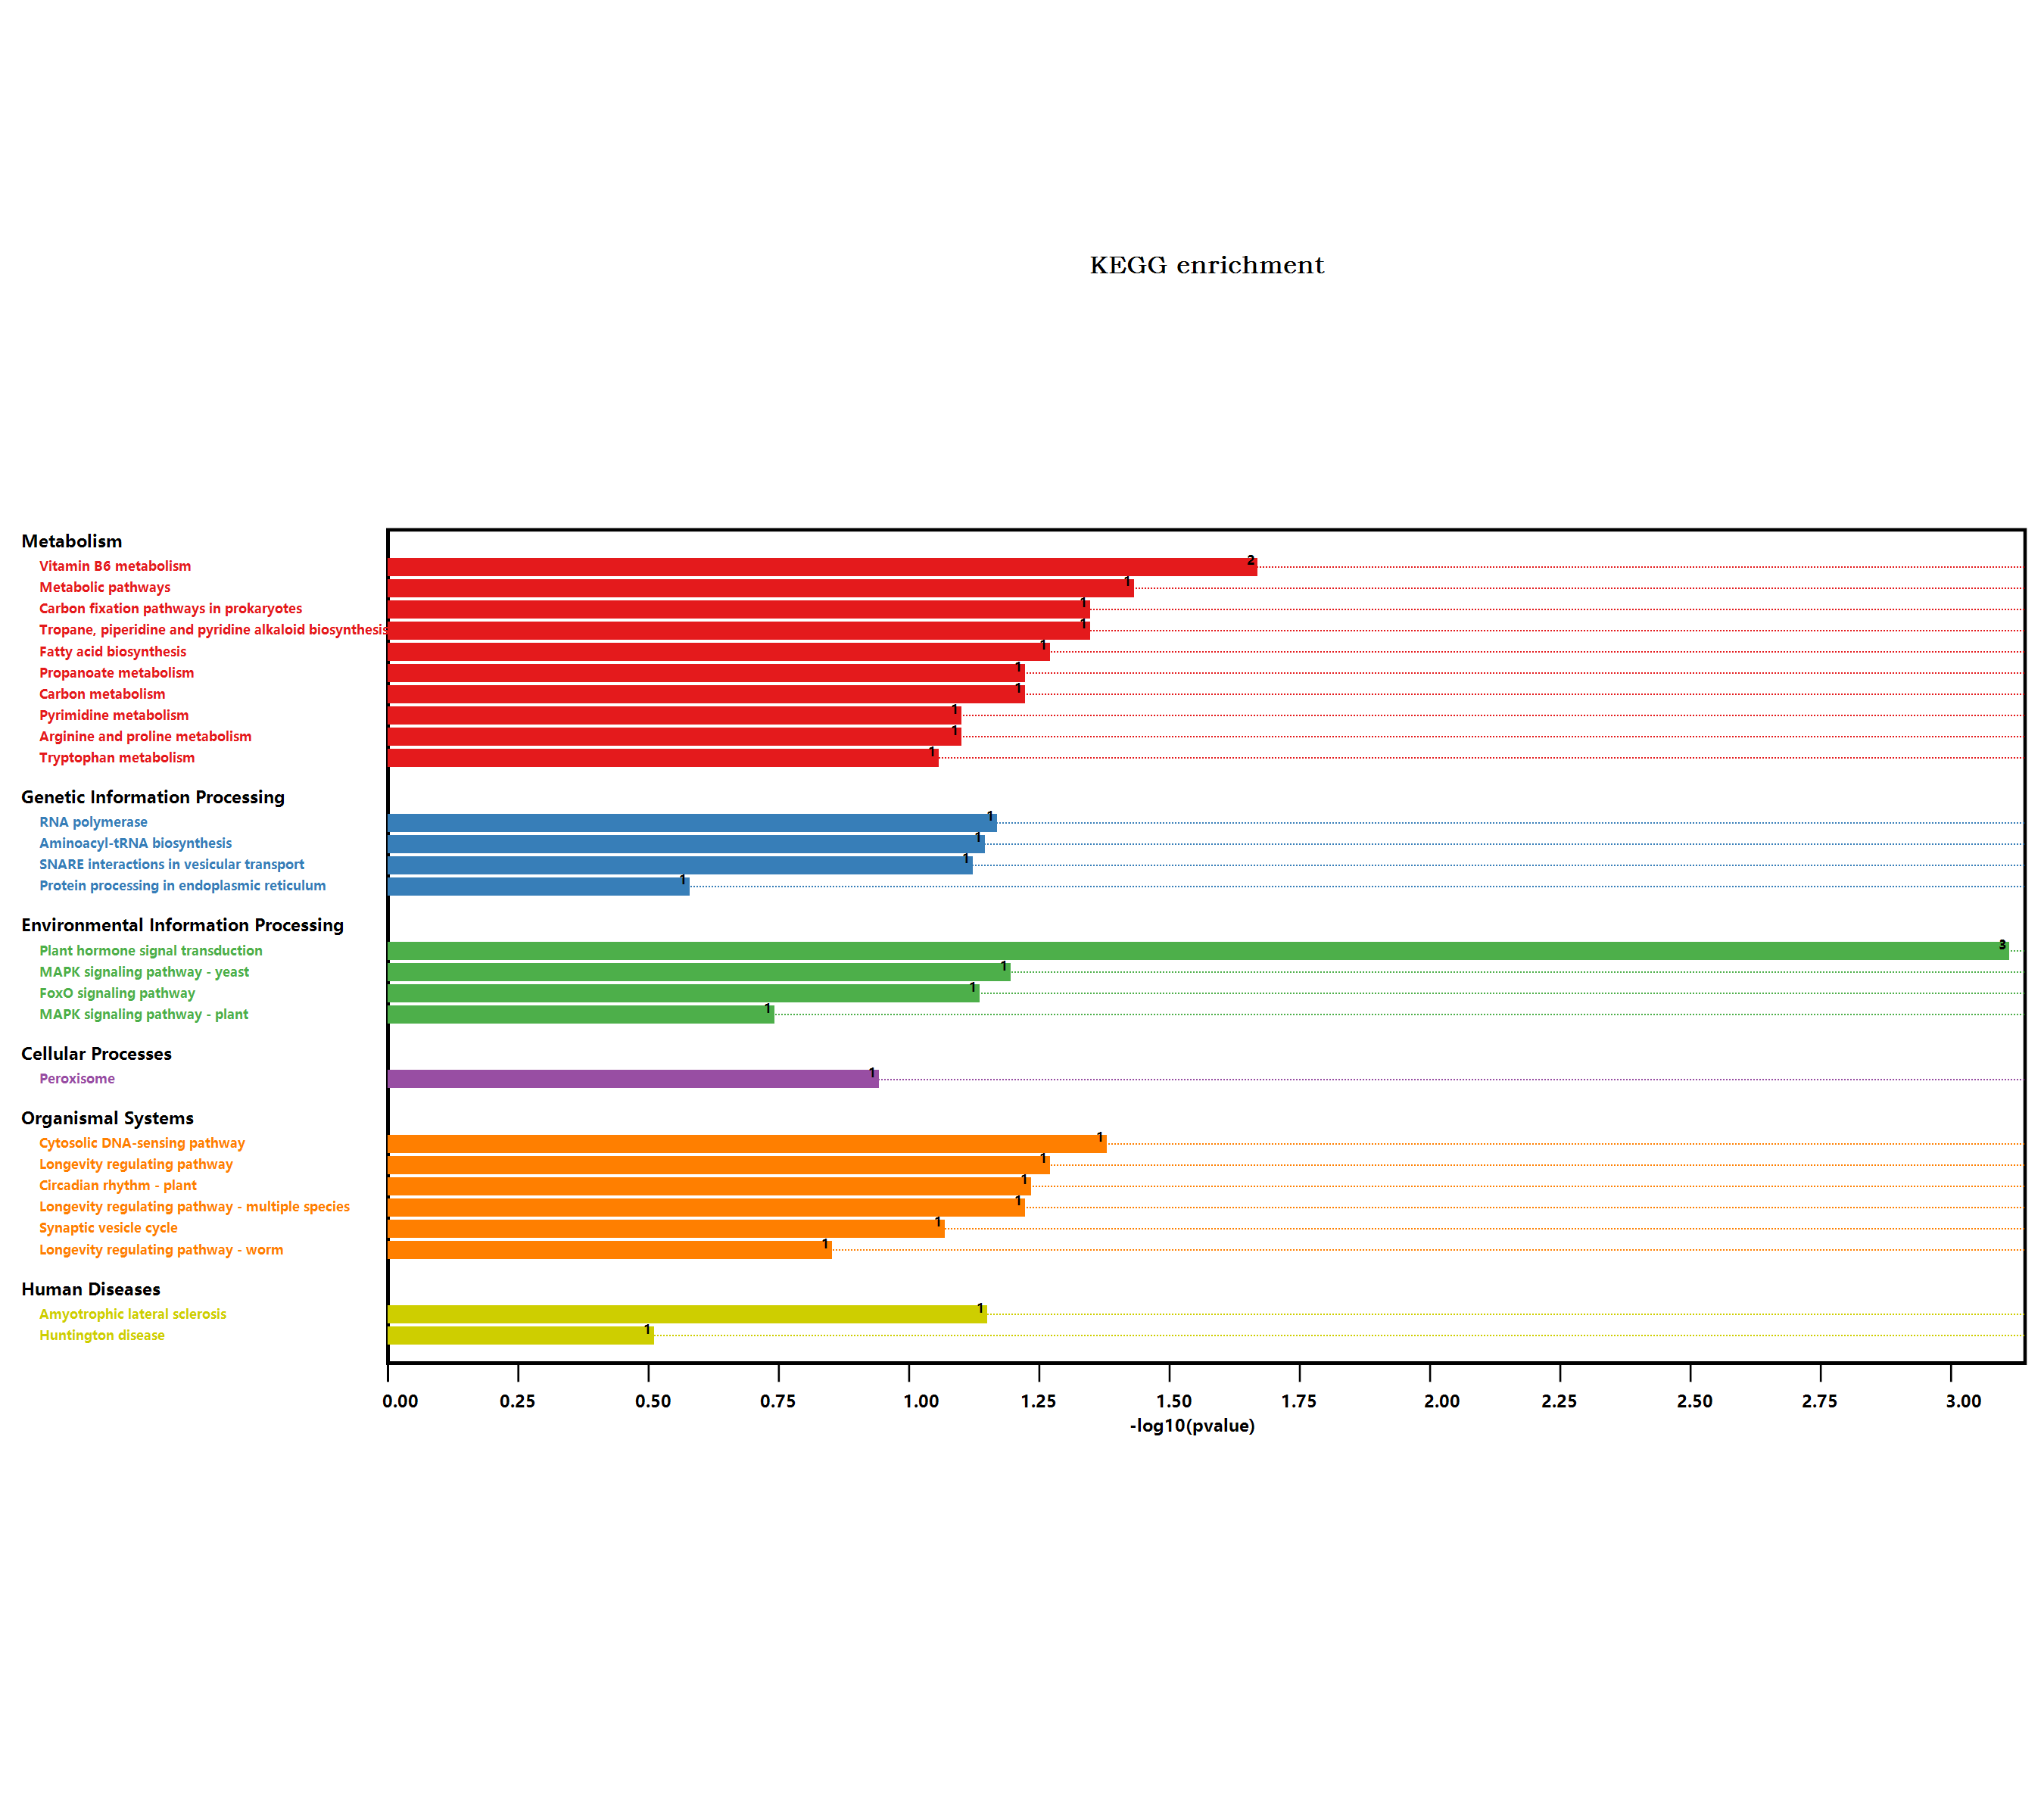 KEGG enrichment
Metabolism
Vitamin B6 metabolism 2
Metabolic pathways 1
Carbon fixation pathways in prokaryotes 1
Tropane, piperidine and pyridine alkaloid biosynthesis 1
Fatty acid biosynthesis 1
Propanoate metabolism 1
Carbon metabolism 1
Pyrimidine metabolism 1
Arginine and proline metabolism 1
Tryptophan metabolism 1
Genetic Information Processing
RNA polymerase 1
Aminoacyl-tRNA biosynthesis 1
SNARE interactions in vesicular transport 1
Protein processing in endoplasmic reticulum 1
Environmental Information Processing
Plant hormone signal transduction 3
MAPK signaling pathway - yeast 1
FoxO signaling pathway 1
MAPK signaling pathway - plant 1
Cellular Processes
Peroxisome 1
Organismal Systems
Cytosolic DNA-sensing pathway 1
Longevity regulating pathway 1
Circadian rhythm - plant 1
Longevity regulating pathway - multiple species 1
Synaptic vesicle cycle 1
Longevity regulating pathway - worm 1
Human Diseases
Amyotrophic lateral sclerosis 1
Huntington disease 1
0.00 0.25 0.50 0.75 1.00 1.25 1.50 1.75 2.00 2.25 2.50 2.75 3.00
-log10(pvalue)